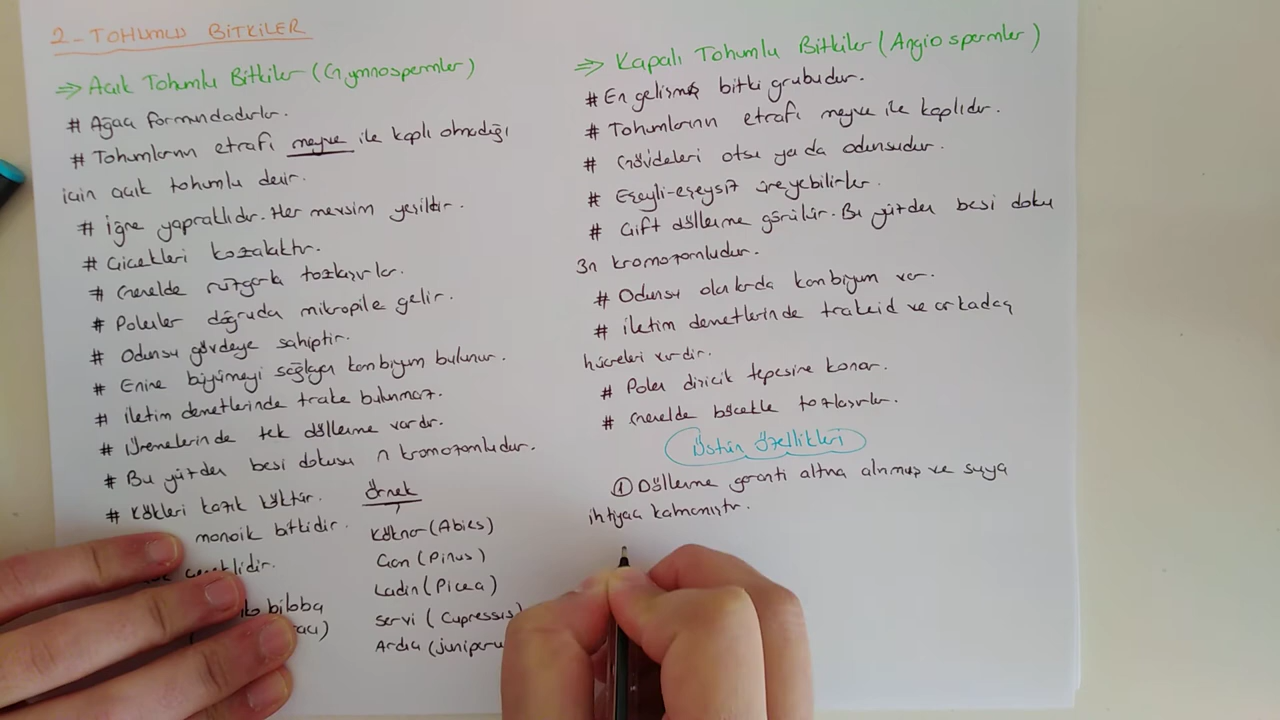 2-TOHUMLU BİTKİLER
⇒ Açık Tohumlu Bitkiler (Gymnospermler)
# Ağaç formundadırlar.
# Tohumlarının etrafı meyve ile kaplı olmadığı
için açık tohumlu denir.
# İğne yapraklıdır. Her mevsim yeşildir.
# Çiçekleri kozalaktır.
# Genelde rüzgarla tozlaşırlar.
# Polenler doğruda mikropile gelir.
# Odunsu gövdeye sahiptir.
# Enine büyümeyi sağlayan kambiyum bulunur.
# İletim demetlerinde trake bulunmaz.
# Üremelerinde tek döllenme vardır.
# Bu yüzden besi dokusu n kromozomludur.
# Kökleri kazık köktür.
monoik bitkidir.
çeneklidir.
biloba
Örnek
Köknar (Abies)
Çam (Pinus)
Ladin (Picea)
Servi (Cupressis)
Ardıç (juniperu
⇒ Kapalı Tohumlu Bitkiler (Angiospermler)
# En gelişmiş bitki grubudur.
# Tohumlarının etrafı meyve ile kaplıdır.
# Gövdeleri otsu ya da odunsudur.
# Eşeyli-eşeysiz üreyebilirler.
# Çift döllenme görülür. Bu yüzden besi doku
3n kromozomludur.
# Odunsu olanlarda kambiyum var.
# İletim demetlerinde trakeid ve arkadaş
hücreleri vardır.
# Polen dişicik tepesine konar.
# Genelde böcekle tozlaşırlar.
Üstün Özellikleri
① Döllenme garanti altına alınmış ve suya
ihtiyaç kalmamıştır.